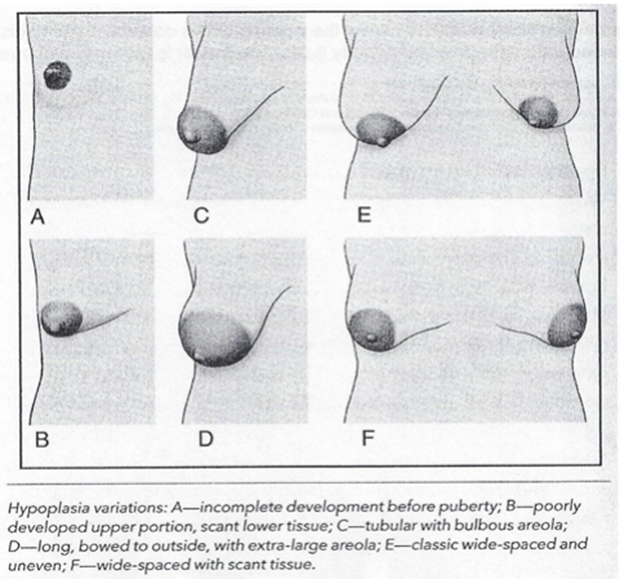 A
C
E
B
D
F
Hypoplasia variations: A—incomplete development before puberty; B—poorly
developed upper portion, scant lower tissue; C—tubular with bulbous areola;
D—long, bowed to outside, with extra-large areola; E—classic wide-spaced and
uneven; F—wide-spaced with scant tissue.